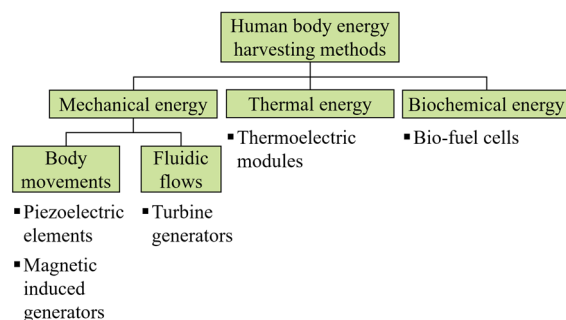 Human body energy
harvesting methods
Mechanical energy
Thermal energy
Biochemical energy
▪ Thermoelectric
modules
▪ Bio-fuel cells
Body
movements
Fluidic
flows
▪ Piezoelectric
elements
▪ Magnetic
induced
generators
▪ Turbine
generators